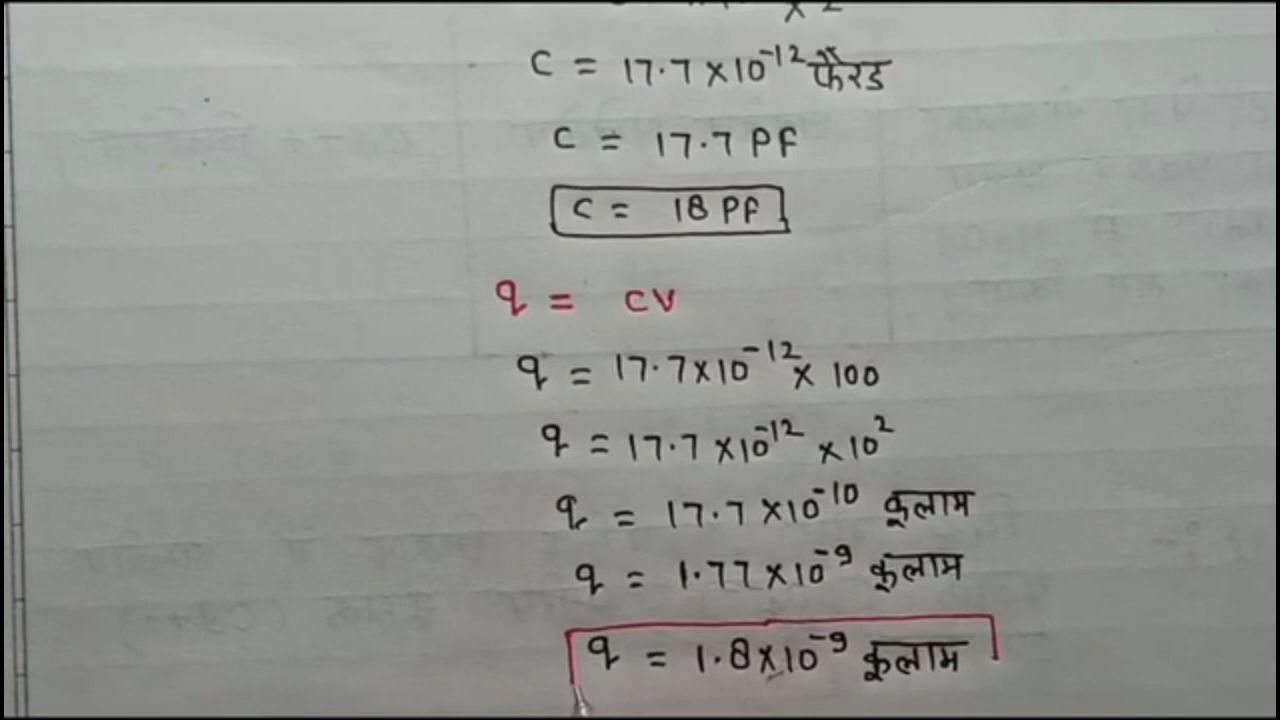 × 2
C = 17.7 × 10⁻¹² फैरड
C = 17.7 PF
C = 18 PF
q = CV
q = 17.7 × 10⁻¹² × 100
q = 17.7 × 10⁻¹² × 10²
q = 17.7 × 10⁻¹⁰ कूलाम
q = 1.77 × 10⁻⁹ कूलाम
q = 1.8 × 10⁻⁹ कूलाम